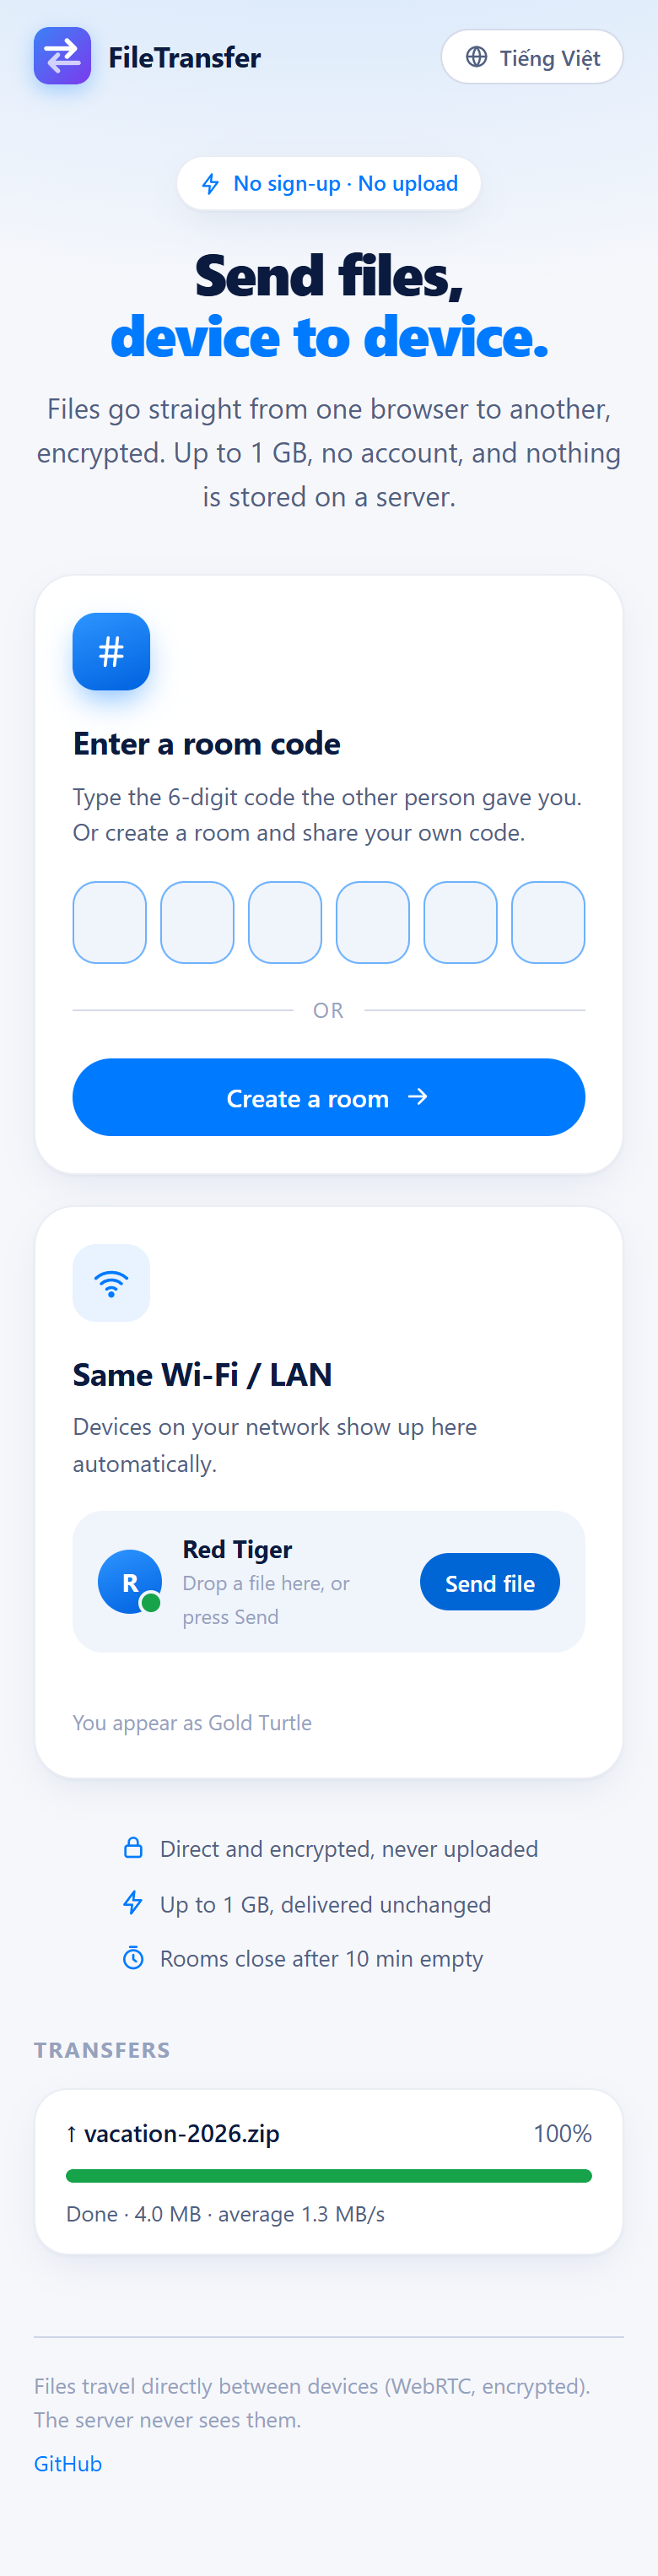 FileTransfer
Tiếng Việt
No sign-up · No upload
Send files,
device to device.
Files go straight from one browser to another,
encrypted. Up to 1 GB, no account, and nothing
is stored on a server.
#
Enter a room code
Type the 6-digit code the other person gave you.
Or create a room and share your own code.
OR
Create a room →
Same Wi-Fi / LAN
Devices on your network show up here
automatically.
R
Red Tiger
Drop a file here, or
press Send
Send file
You appear as Gold Turtle
Direct and encrypted, never uploaded
Up to 1 GB, delivered unchanged
Rooms close after 10 min empty
TRANSFERS
↑ vacation-2026.zip
100%
Done · 4.0 MB · average 1.3 MB/s
Files travel directly between devices (WebRTC, encrypted).
The server never sees them.
GitHub